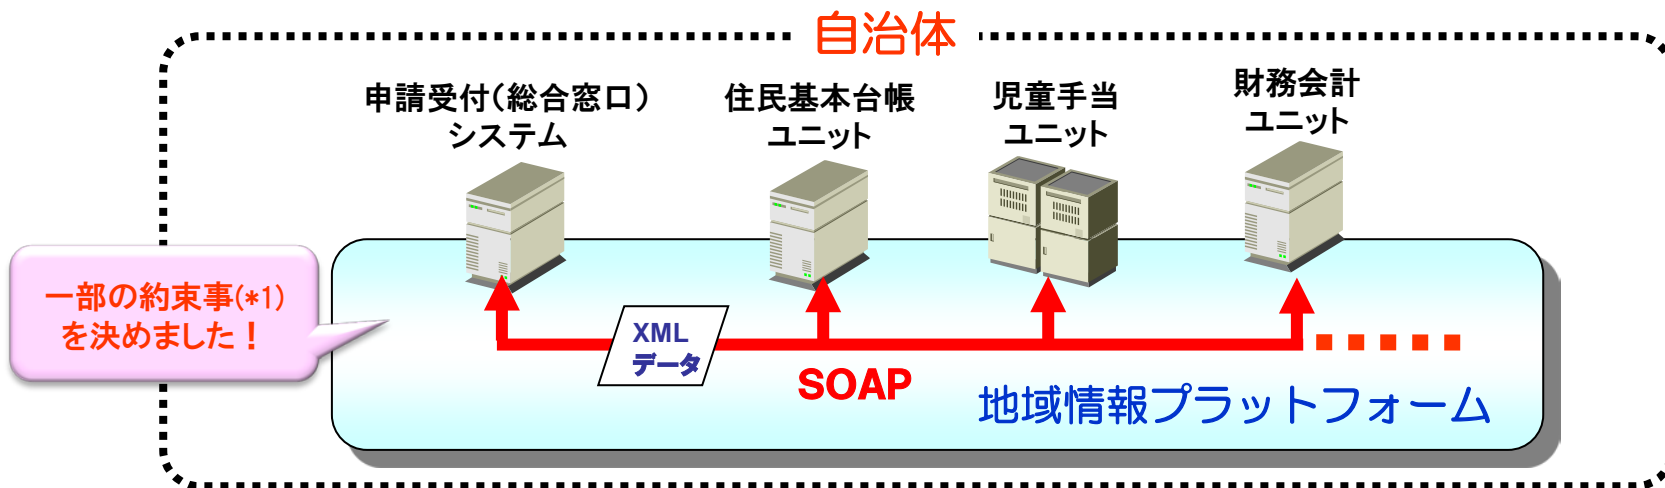 自治体
申請受付(総合窓口)
システム
住民基本台帳
ユニット
児童手当
ユニット
財務会計
ユニット
一部の約束事(*1)
を決めました！
XML
データ
SOAP
地域情報プラットフォーム